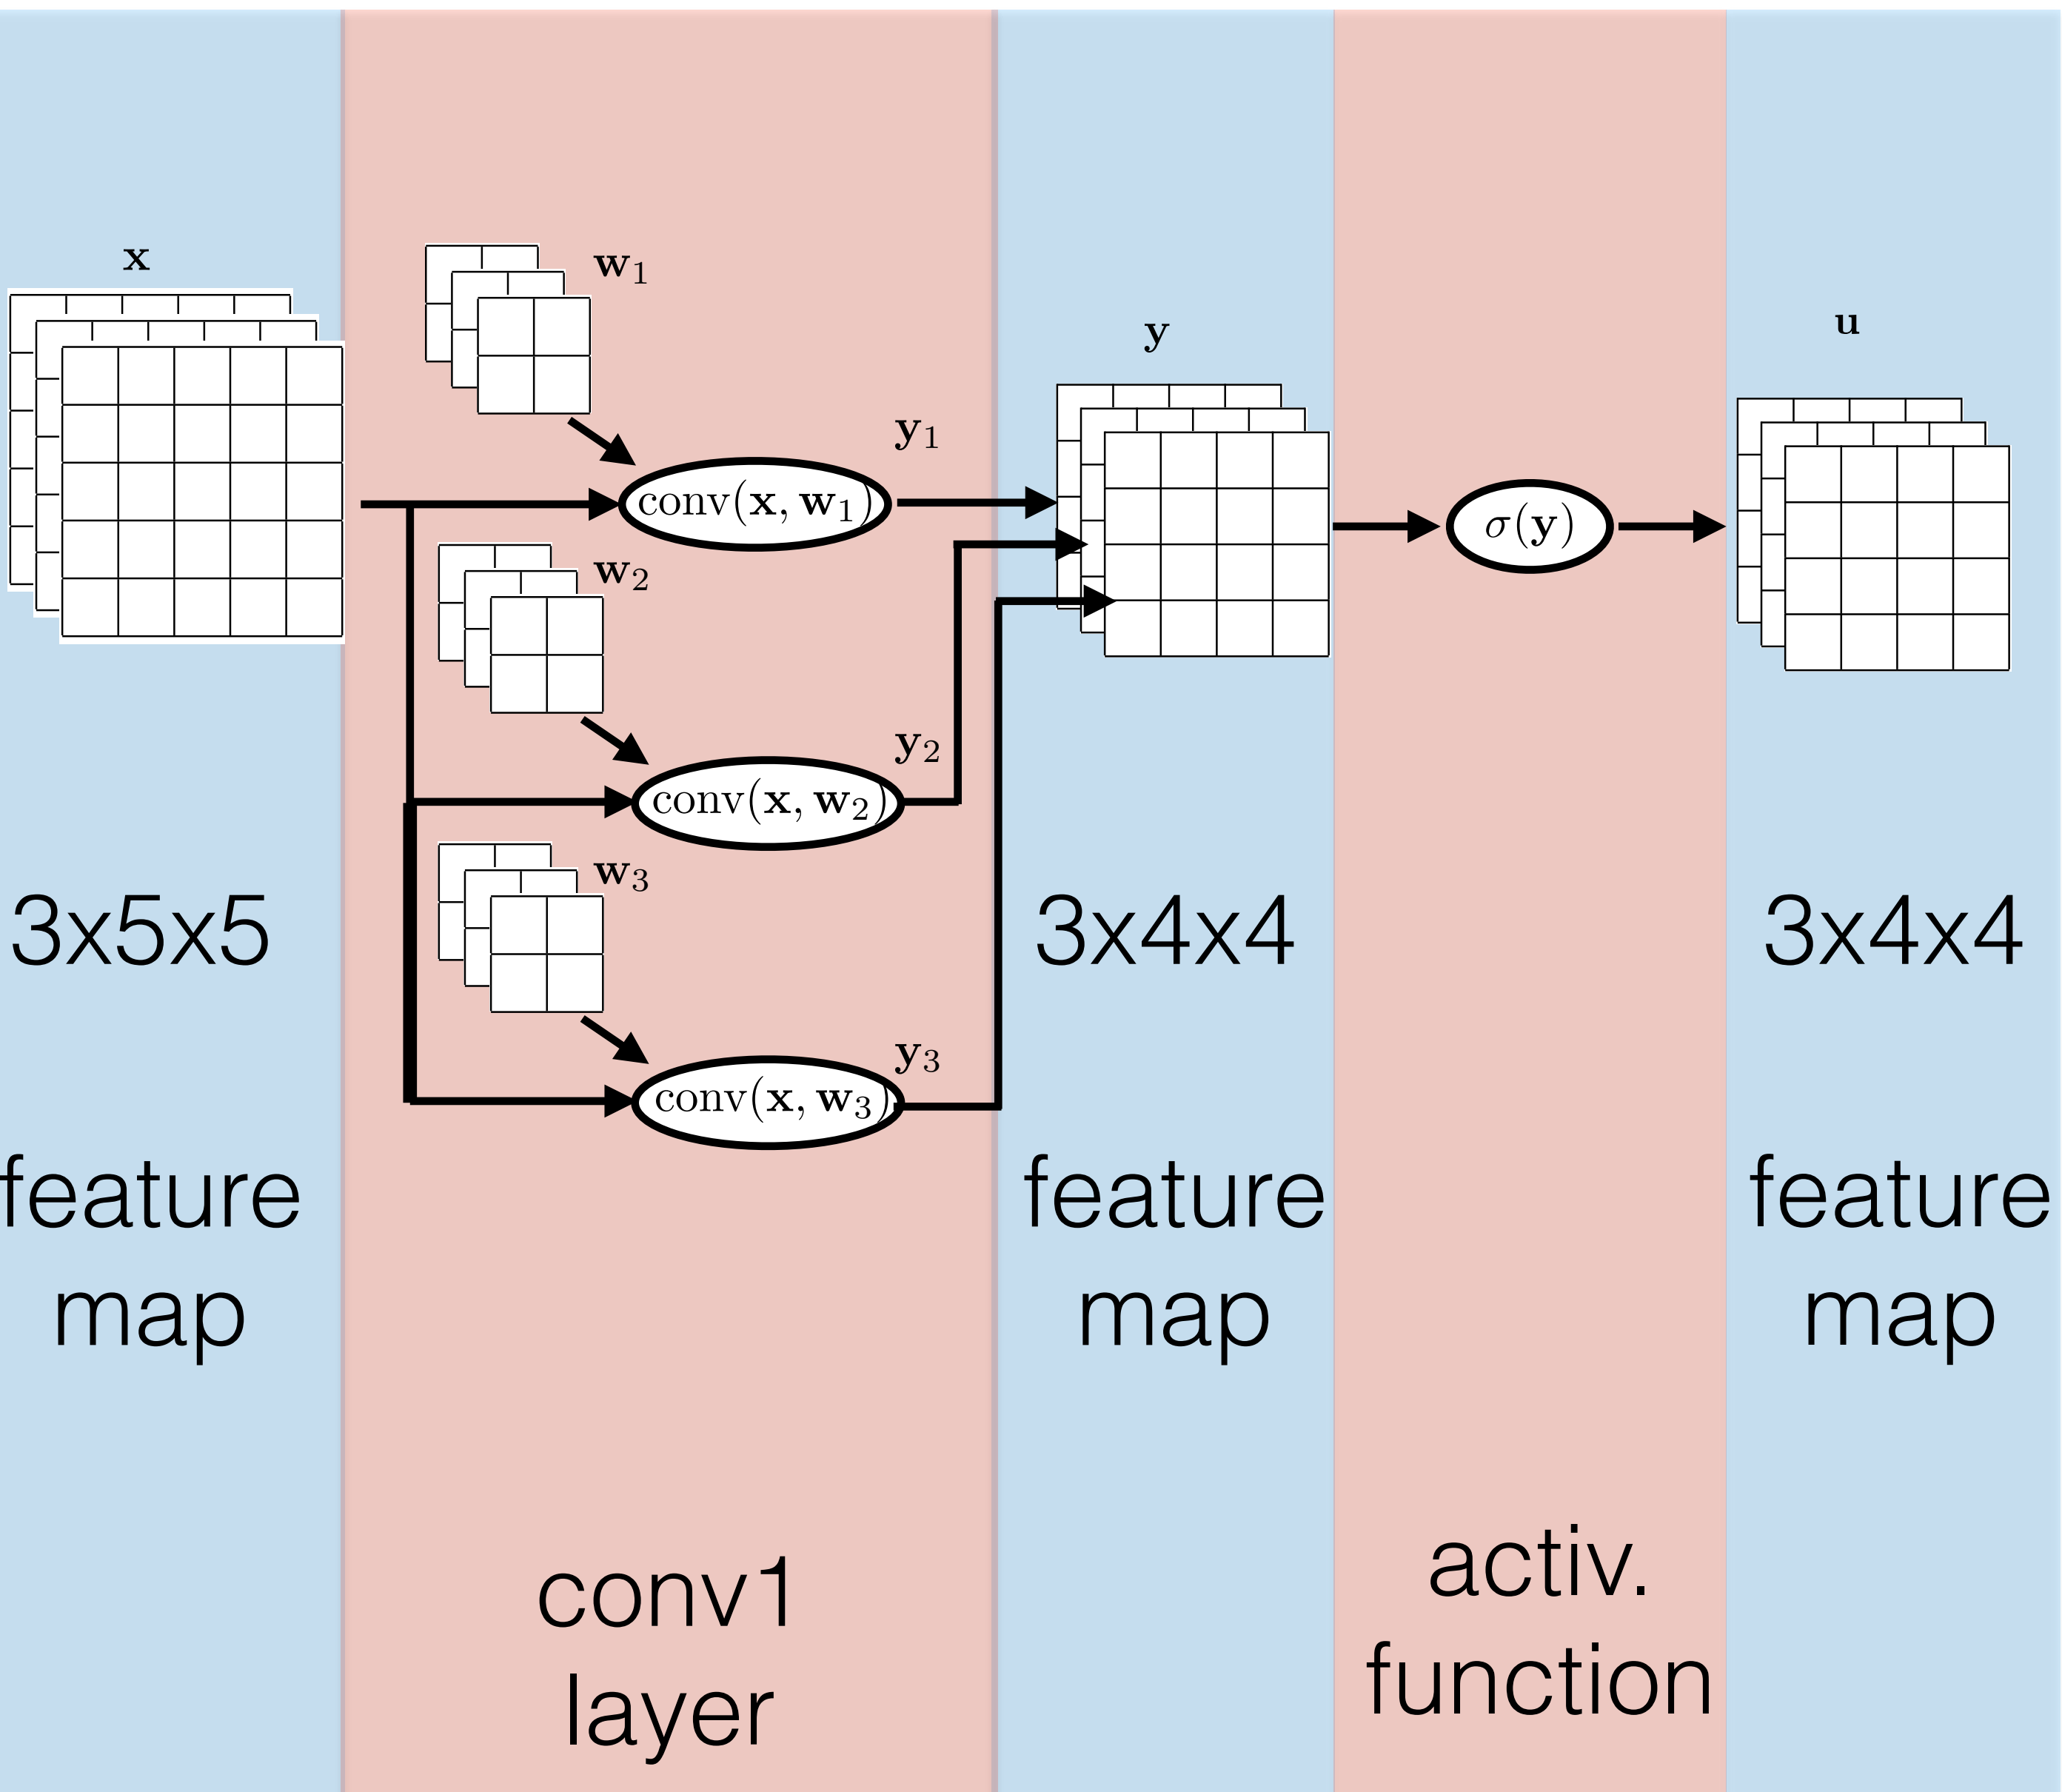 x
w₁
y₁
conv(x, w₁)
w₂
y₂
conv(x, w₂)
w₃
y₃
conv(x, w₃)
y
σ(y)
u
3x5x5
3x4x4
3x4x4
feature
map
feature
map
feature
map
conv1
layer
activ.
function